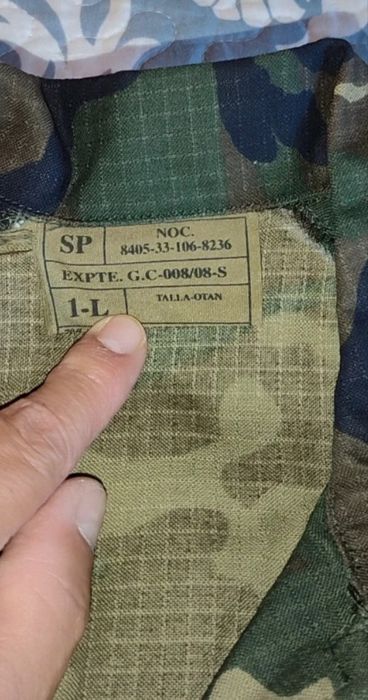 SP
NOC.
8405-33-106-8236
EXPTE. G.C-008/08-S
1-L
TALLA-OTAN